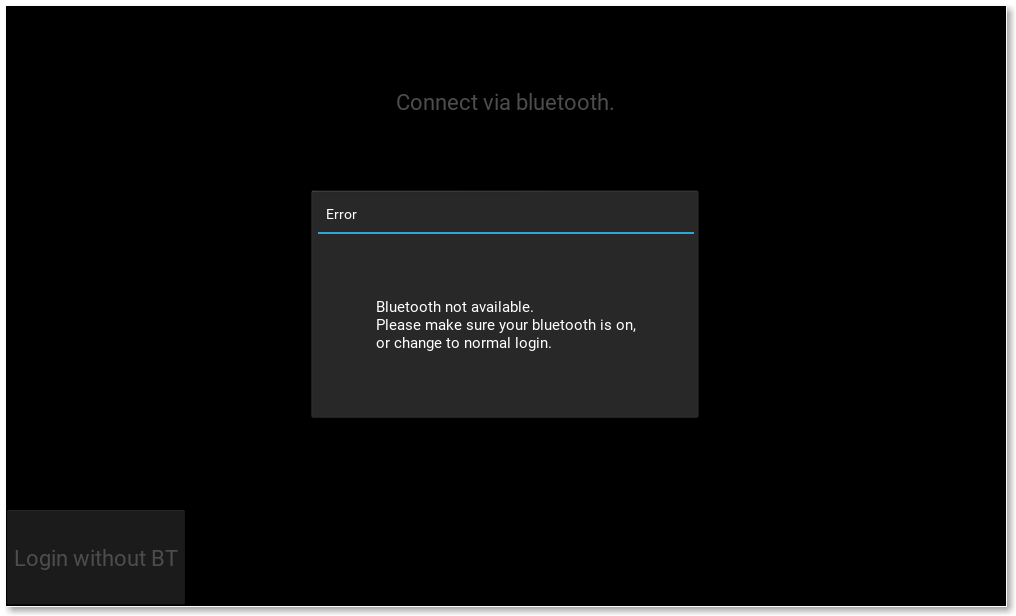 Connect via bluetooth.
Error
Bluetooth not available.
Please make sure your bluetooth is on,
or change to normal login.
Login without BT